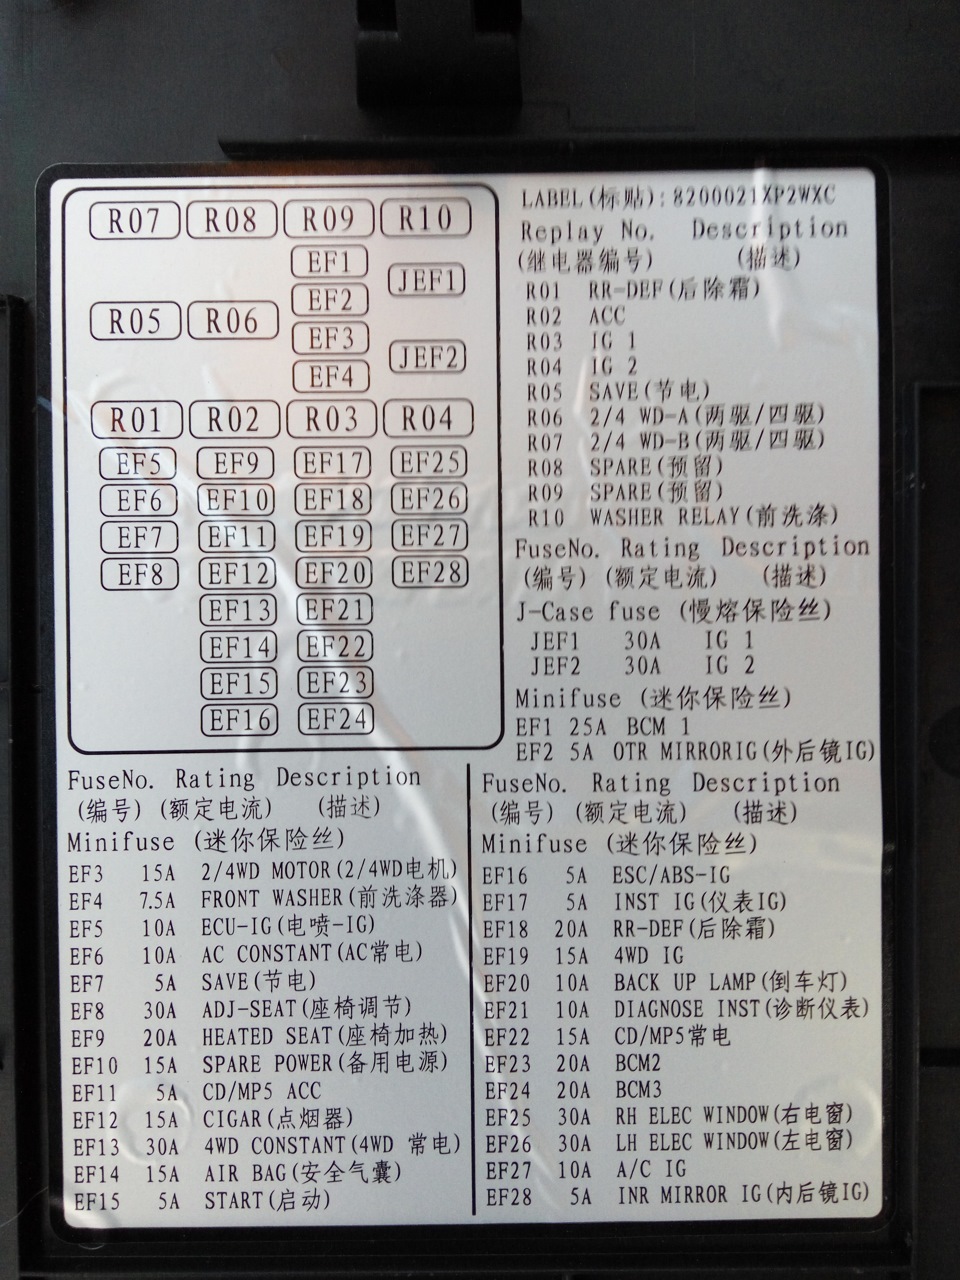 R07 R08 R09 R10
EF1
JEF1
EF2
R05 R06
EF3
JEF2
EF4
R01 R02 R03 R04
EF5 EF9 EF17 EF25
EF6 EF10 EF18 EF26
EF7 EF11 EF19 EF27
EF8 EF12 EF20 EF28
EF13 EF21
EF14 EF22
EF15 EF23
EF16 EF24
LABEL(标贴):8200021XP2WXC
Replay No. Description
(继电器编号) (描述)
R01 RR-DEF(后除霜)
R02 ACC
R03 IG 1
R04 IG 2
R05 SAVE(节电)
R06 2/4 WD-A(两驱/四驱)
R07 2/4 WD-B(两驱/四驱)
R08 SPARE(预留)
R09 SPARE(预留)
R10 WASHER RELAY(前洗涤)
FuseNo. Rating Description
(编号) (额定电流) (描述)
J-Case fuse (慢熔保险丝)
JEF1 30A IG 1
JEF2 30A IG 2
Minifuse (迷你保险丝)
EF1 25A BCM 1
EF2 5A OTR MIRRORIG(外后镜IG)
FuseNo. Rating Description
(编号) (额定电流) (描述)
Minifuse (迷你保险丝)
EF3 15A 2/4WD MOTOR(2/4WD电机)
EF4 7.5A FRONT WASHER(前洗涤器)
EF5 10A ECU-IG(电喷-IG)
EF6 10A AC CONSTANT(AC常电)
EF7 5A SAVE(节电)
EF8 30A ADJ-SEAT(座椅调节)
EF9 20A HEATED SEAT(座椅加热)
EF10 15A SPARE POWER(备用电源)
EF11 5A CD/MP5 ACC
EF12 15A CIGAR(点烟器)
EF13 30A 4WD CONSTANT(4WD 常电)
EF14 15A AIR BAG(安全气囊)
EF15 5A START(启动)
FuseNo. Rating Description
(编号) (额定电流) (描述)
Minifuse (迷你保险丝)
EF16 5A ESC/ABS-IG
EF17 5A INST IG(仪表IG)
EF18 20A RR-DEF(后除霜)
EF19 15A 4WD IG
EF20 10A BACK UP LAMP(倒车灯)
EF21 10A DIAGNOSE INST(诊断仪表)
EF22 15A CD/MP5常电
EF23 20A BCM2
EF24 20A BCM3
EF25 30A RH ELEC WINDOW(右电窗)
EF26 30A LH ELEC WINDOW(左电窗)
EF27 10A A/C IG
EF28 5A INR MIRROR IG(内后镜IG)